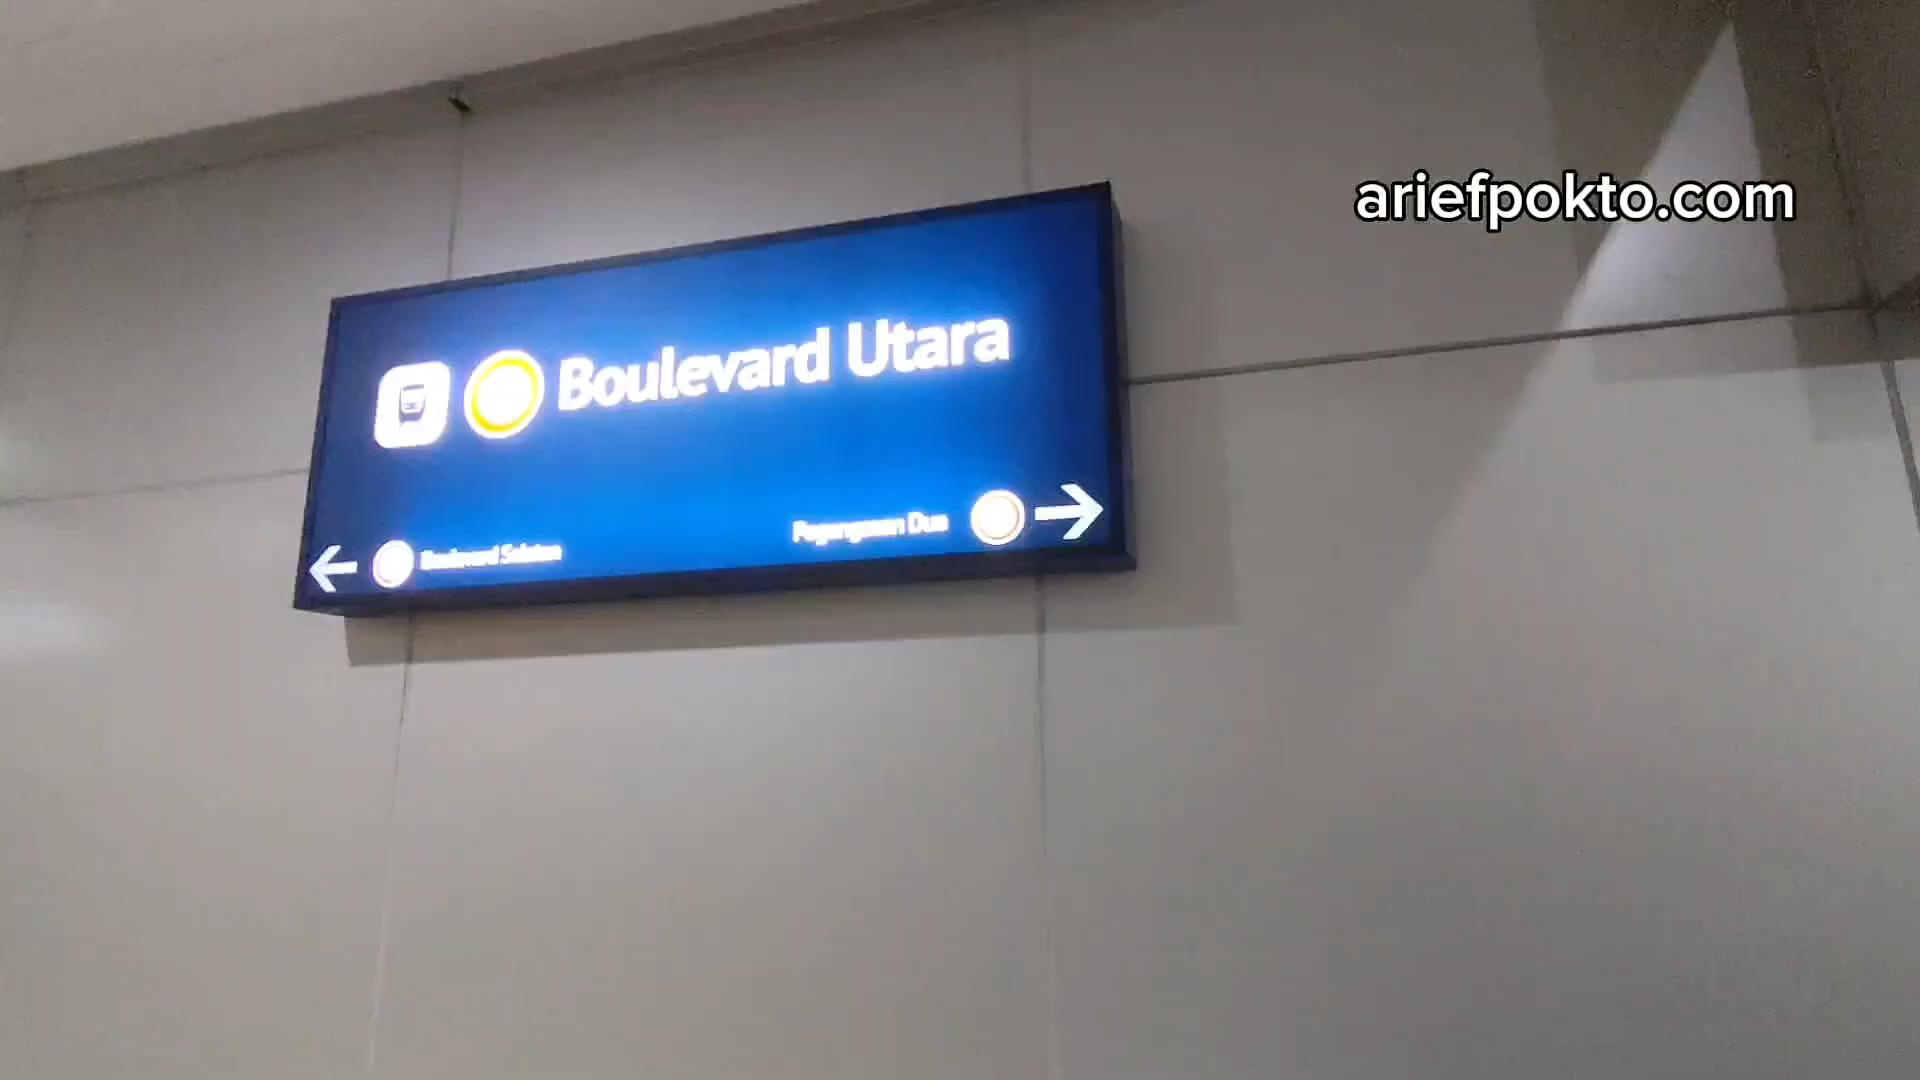 ariefpokto.com
Boulevard Utara
Pegangsaan Dua
Boulevard Selatan